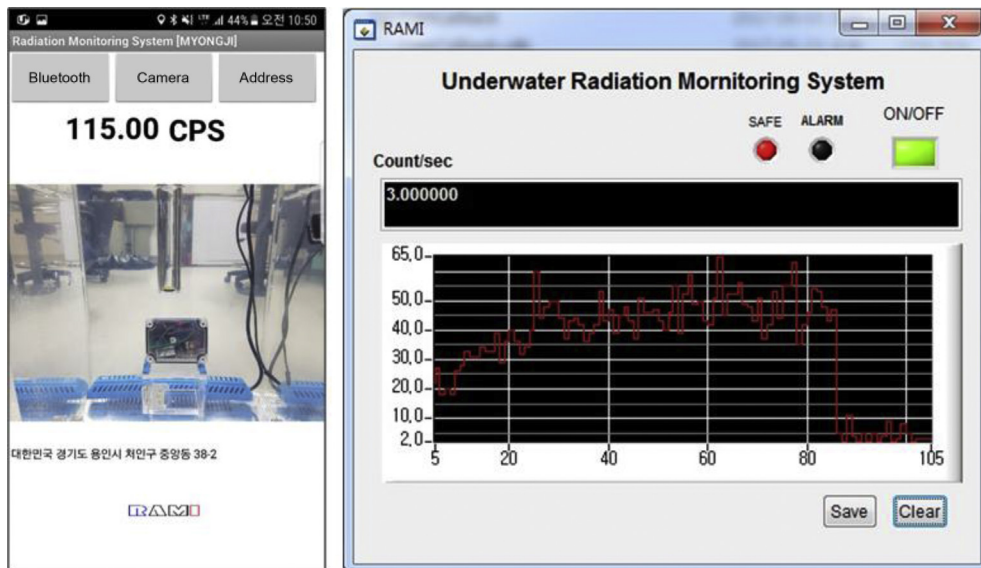 LTE 44% 오전 10:50
Radiation Monitoring System [MYONGJI]
Bluetooth Camera Address
115.00 CPS
대한민국 경기도 용인시 처인구 중앙동 38-2
RAMI
RAMI
Underwater Radiation Mornitoring System
SAFE ALARM ON/OFF
Count/sec
3.000000
65,0
50,0
40,0
30,0
20,0
10,0
2,0
5 20 40 60 80 105
Save Clear